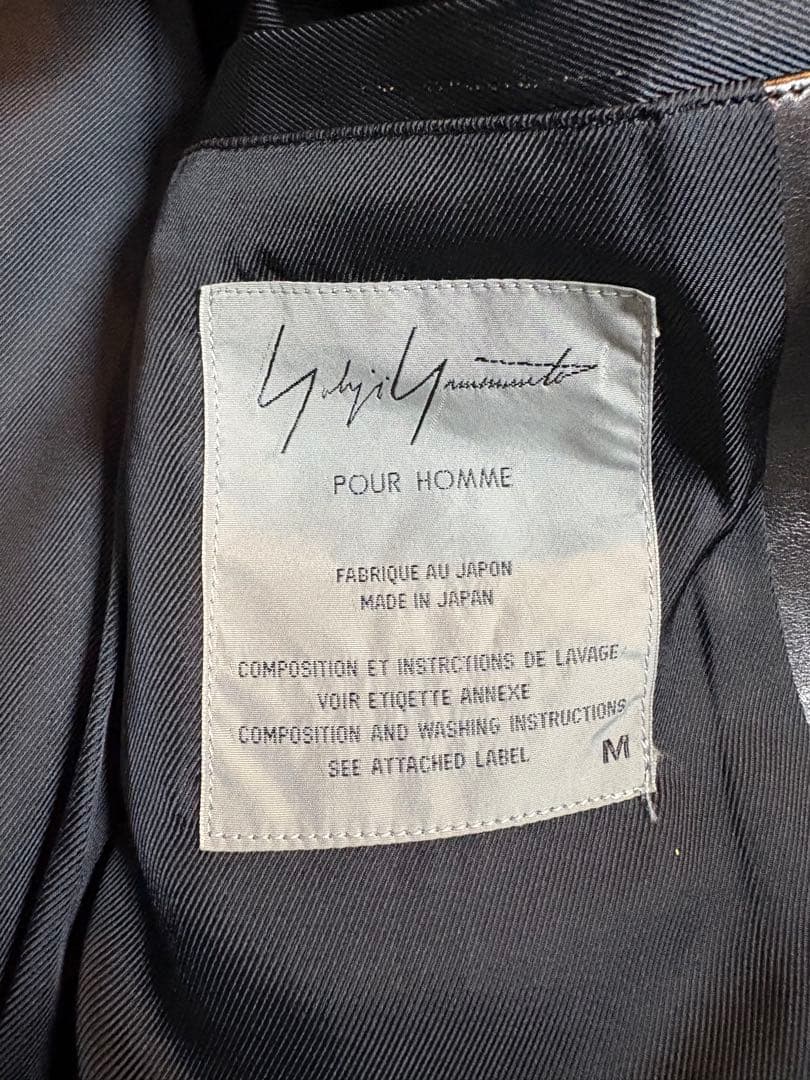 Yohji Yamamoto
POUR HOMME
FABRIQUE AU JAPON
MADE IN JAPAN
COMPOSITION ET INSTRCTIONS DE LAVAGE
VOIR ETIQETTE ANNEXE
COMPOSITION AND WASHING INSTRUCTIONS
SEE ATTACHED LABEL
M